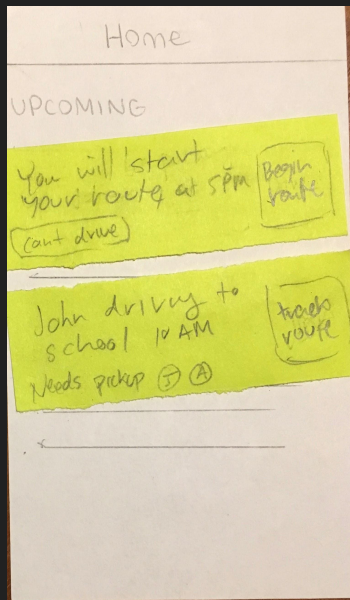 Home
UPCOMING
You will start
your route at 5PM
Begin
route
Can't drive
John driving to
school 10 AM
track
route
Needs pickup J A